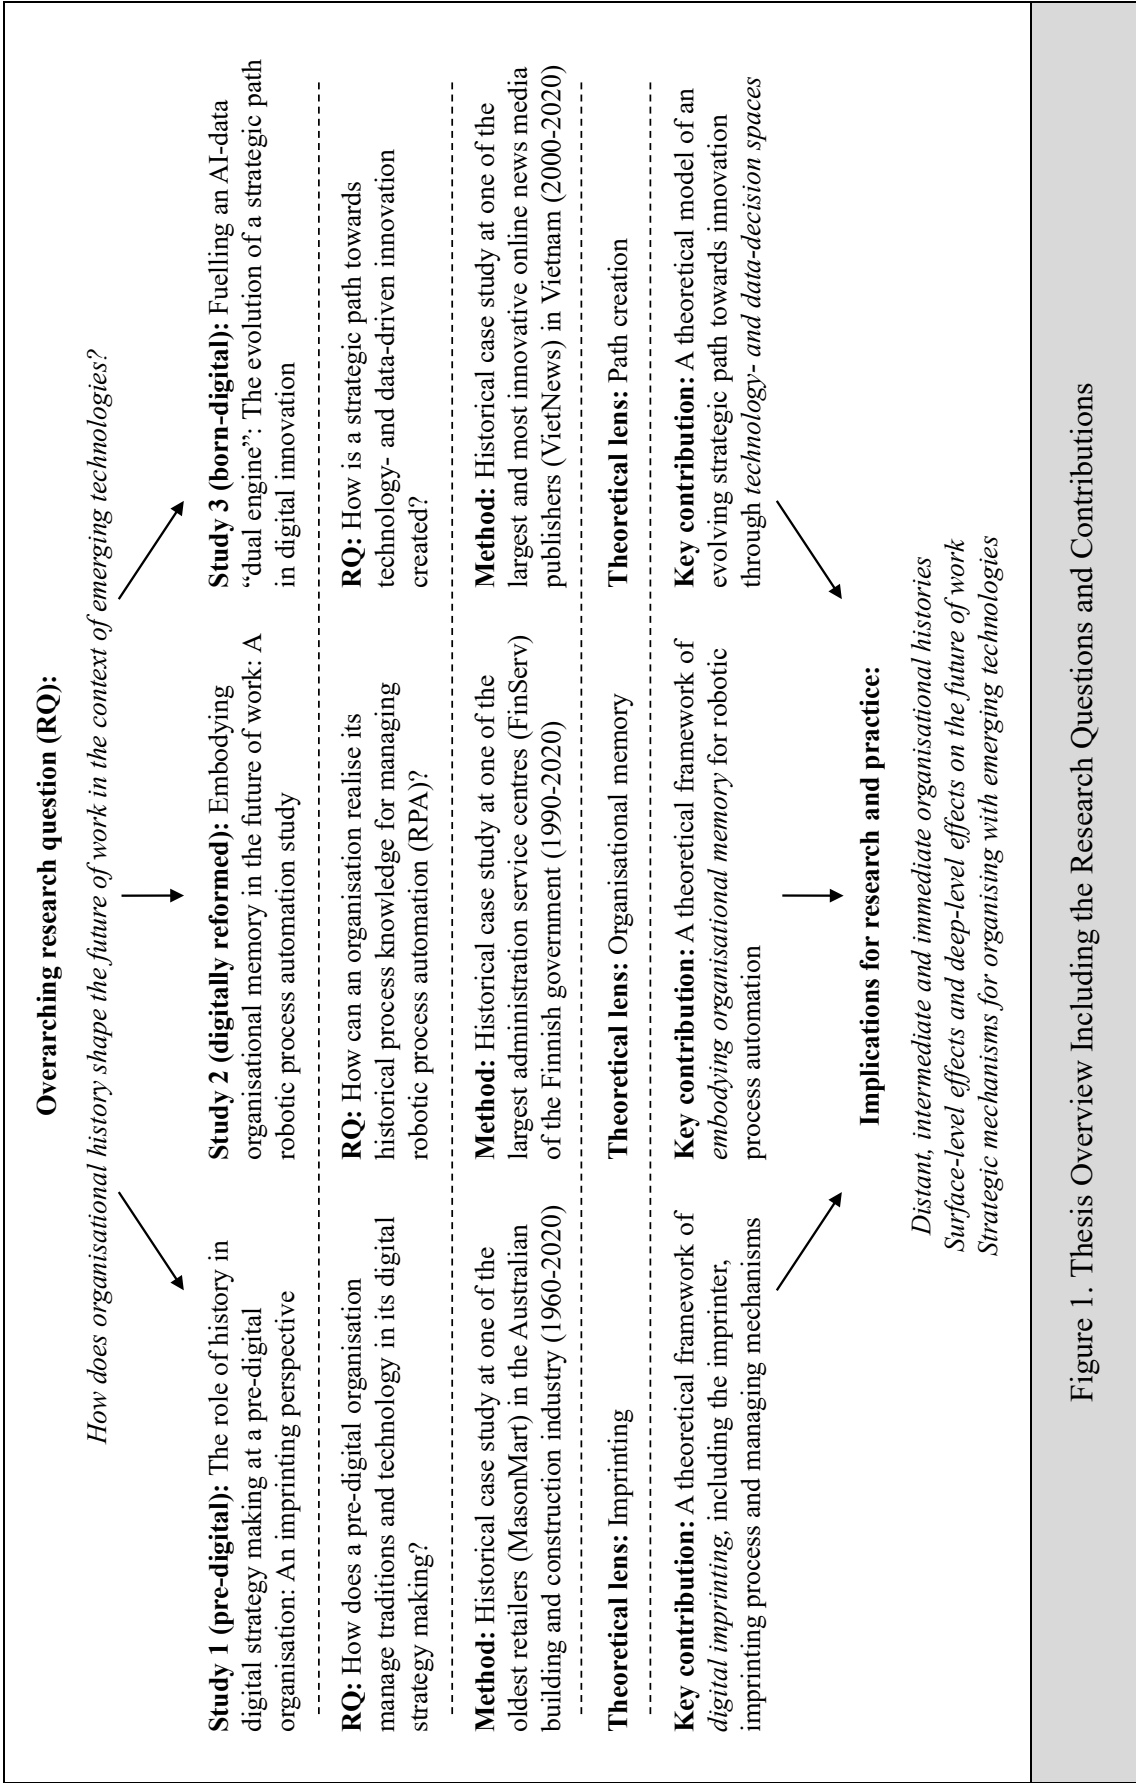 Overarching research question (RQ):
How does organisational history shape the future of work in the context of emerging technologies?
Study 1 (pre-digital): The role of history in
digital strategy making at a pre-digital
organisation: An imprinting perspective
RQ: How does a pre-digital organisation
manage traditions and technology in its digital
strategy making?
Method: Historical case study at one of the
oldest retailers (MasonMart) in the Australian
building and construction industry (1960-2020)
Theoretical lens: Imprinting
Key contribution: A theoretical framework of
digital imprinting, including the imprinter,
imprinting process and managing mechanisms
Study 2 (digitally reformed): Embodying
organisational memory in the future of work: A
robotic process automation study
RQ: How can an organisation realise its
historical process knowledge for managing
robotic process automation (RPA)?
Method: Historical case study at one of the
largest administration service centres (FinServ)
of the Finnish government (1990-2020)
Theoretical lens: Organisational memory
Key contribution: A theoretical framework of
embodying organisational memory for robotic
process automation
Study 3 (born-digital): Fuelling an AI-data
“dual engine”: The evolution of a strategic path
in digital innovation
RQ: How is a strategic path towards
technology- and data-driven innovation
created?
Method: Historical case study at one of the
largest and most innovative online news media
publishers (VietNews) in Vietnam (2000-2020)
Theoretical lens: Path creation
Key contribution: A theoretical model of an
evolving strategic path towards innovation
through technology- and data-decision spaces
Implications for research and practice:
Distant, intermediate and immediate organisational histories
Surface-level effects and deep-level effects on the future of work
Strategic mechanisms for organising with emerging technologies
Figure 1. Thesis Overview Including the Research Questions and Contributions